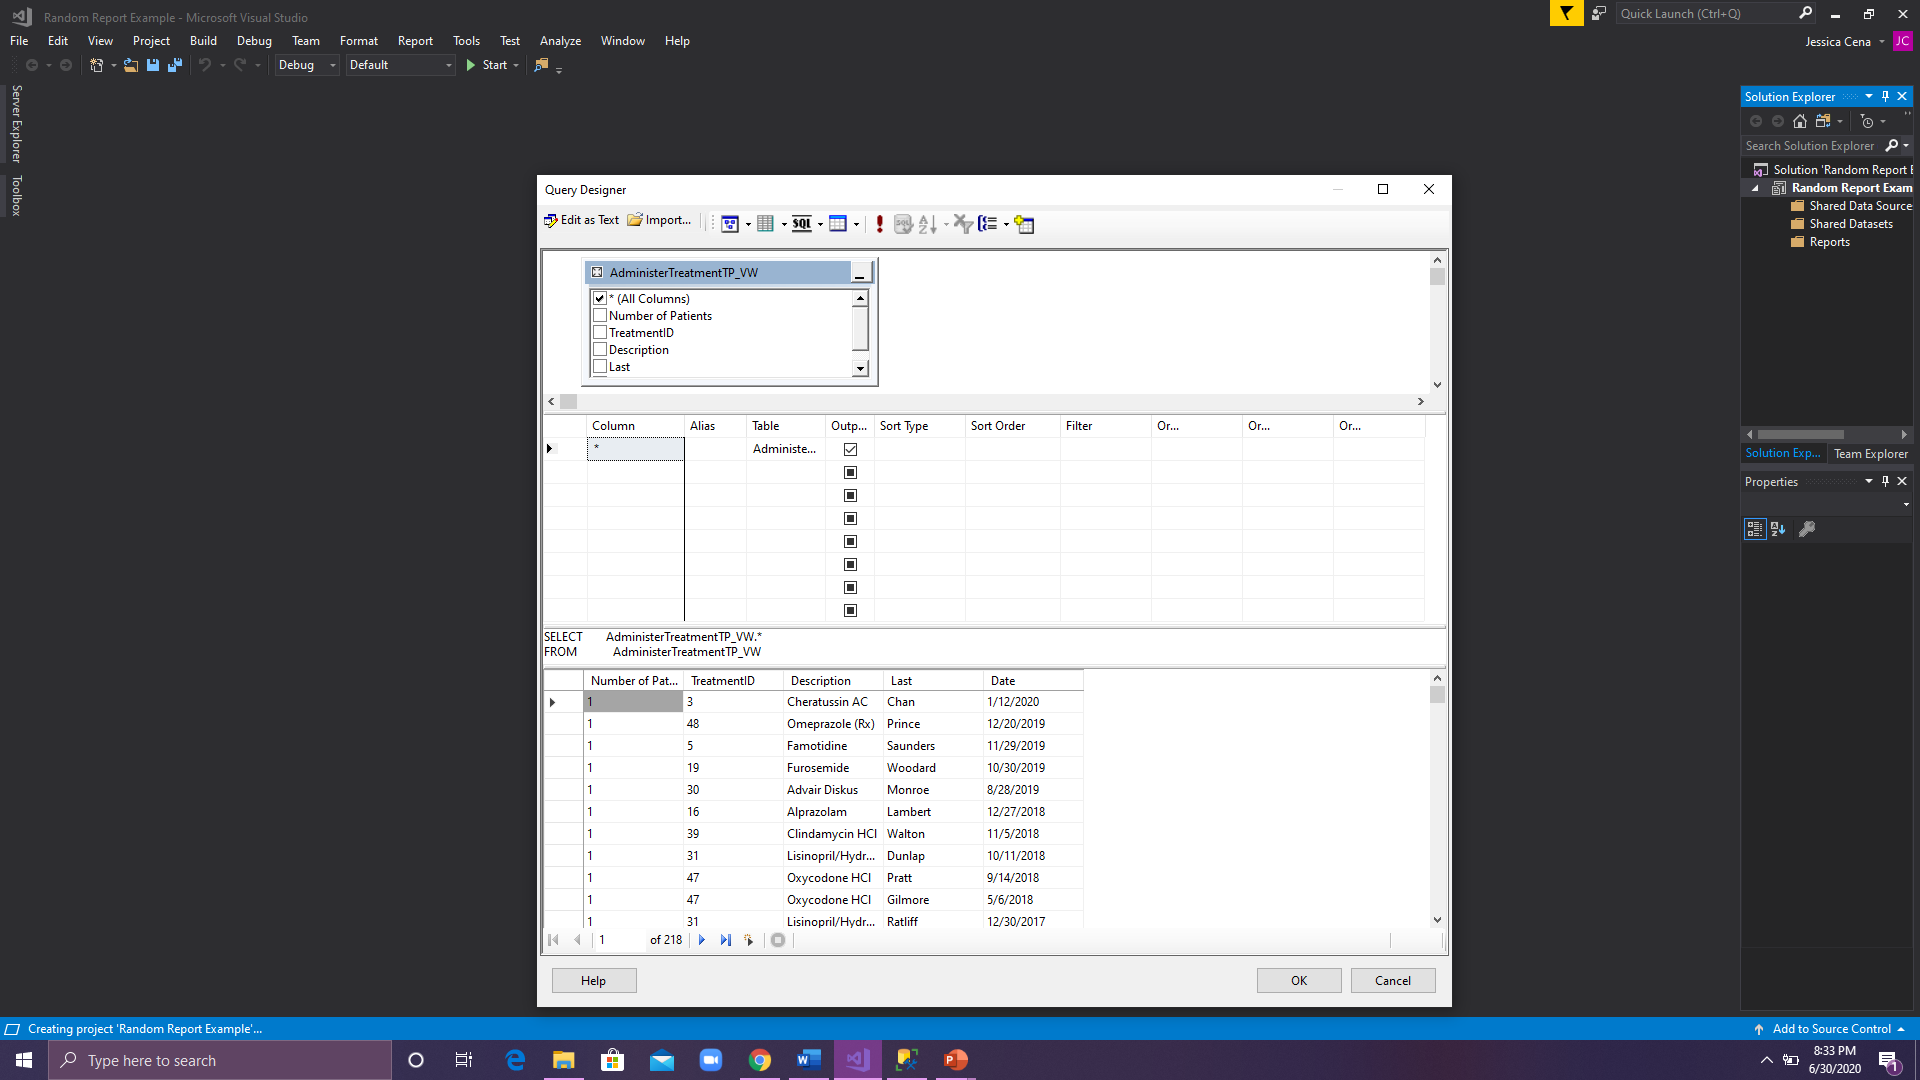 Random Report Example - Microsoft Visual Studio
Quick Launch (Ctrl+Q)
File Edit View Project Build Debug Team Format Report Tools Test Analyze Window Help
Jessica Cena JC
Debug Default Start
Server Explorer
Toolbox
Solution Explorer
Search Solution Explorer
Solution 'Random Report E
Random Report Exam
Shared Data Source
Shared Datasets
Reports
Solution Exp... Team Explorer
Properties
Query Designer
Edit as Text Import... SQL
AdministerTreatmentTP_VW
* (All Columns)
Number of Patients
TreatmentID
Description
Last
Column Alias Table Outp... Sort Type Sort Order Filter Or... Or... Or...
* Administe...
SELECT AdministerTreatmentTP_VW.*
FROM AdministerTreatmentTP_VW
Number of Pat... TreatmentID Description Last Date
1 3 Cheratussin AC Chan 1/12/2020
1 48 Omeprazole (Rx) Prince 12/20/2019
1 5 Famotidine Saunders 11/29/2019
1 19 Furosemide Woodard 10/30/2019
1 30 Advair Diskus Monroe 8/28/2019
1 16 Alprazolam Lambert 12/27/2018
1 39 Clindamycin HCl Walton 11/5/2018
1 31 Lisinopril/Hydr... Dunlap 10/11/2018
1 47 Oxycodone HCl Pratt 9/14/2018
1 47 Oxycodone HCl Gilmore 5/6/2018
1 31 Lisinopril/Hydr... Ratliff 12/30/2017
1 of 218
Help OK Cancel
Creating project 'Random Report Example'...
Add to Source Control
Type here to search
8:33 PM
6/30/2020
1